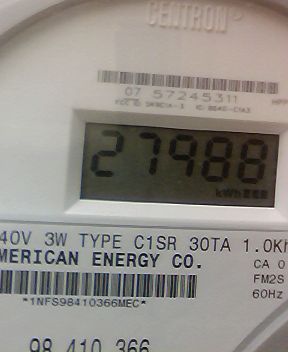 CENTRON
07 57245311
27988
kWh
40V 3W TYPE C1SR 30TA 1.0Kh
MERICAN ENERGY CO.
CA 0
FM2S
60Hz
*1NFS98410366MEC*
98 410 366